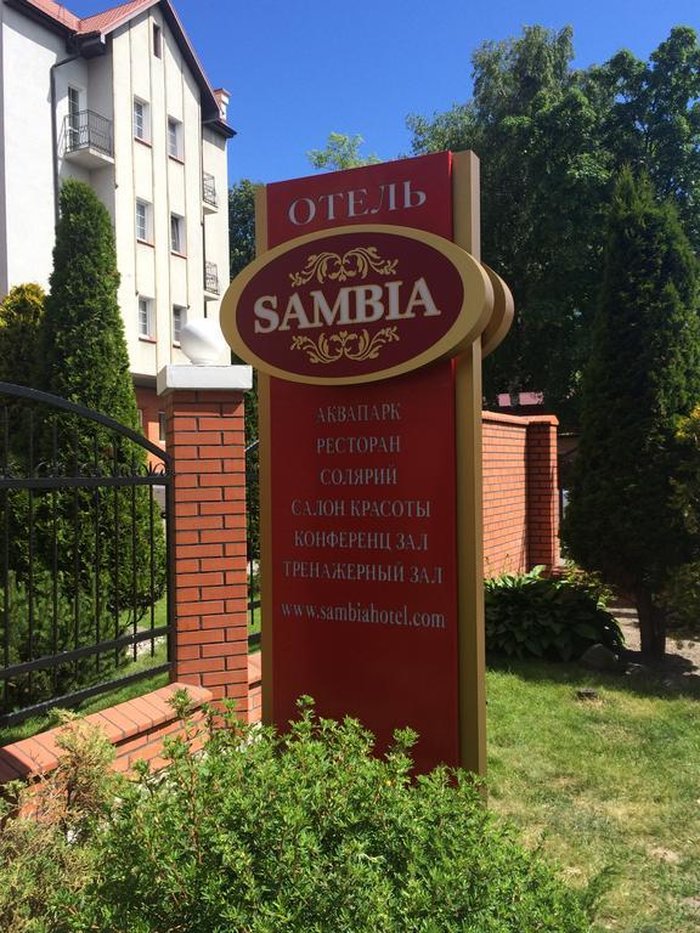 ОТЕЛЬ
SAMBIA
АКВАПАРК
РЕСТОРАН
СОЛЯРИЙ
САЛОН КРАСОТЫ
КОНФЕРЕНЦ ЗАЛ
ТРЕНАЖЕРНЫЙ ЗАЛ
www.sambiahotel.com